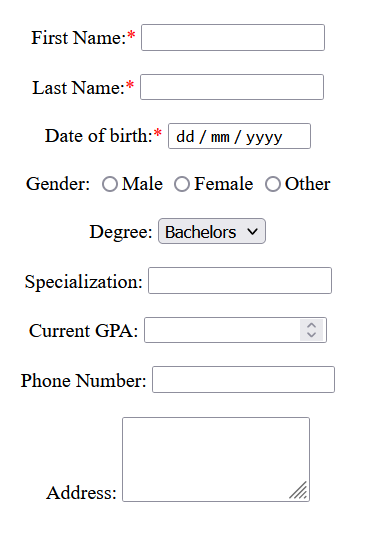 First Name:*
Last Name:*
Date of birth:* dd / mm / yyyy
Gender: Male Female Other
Degree: Bachelors
Specialization:
Current GPA:
Phone Number:
Address: